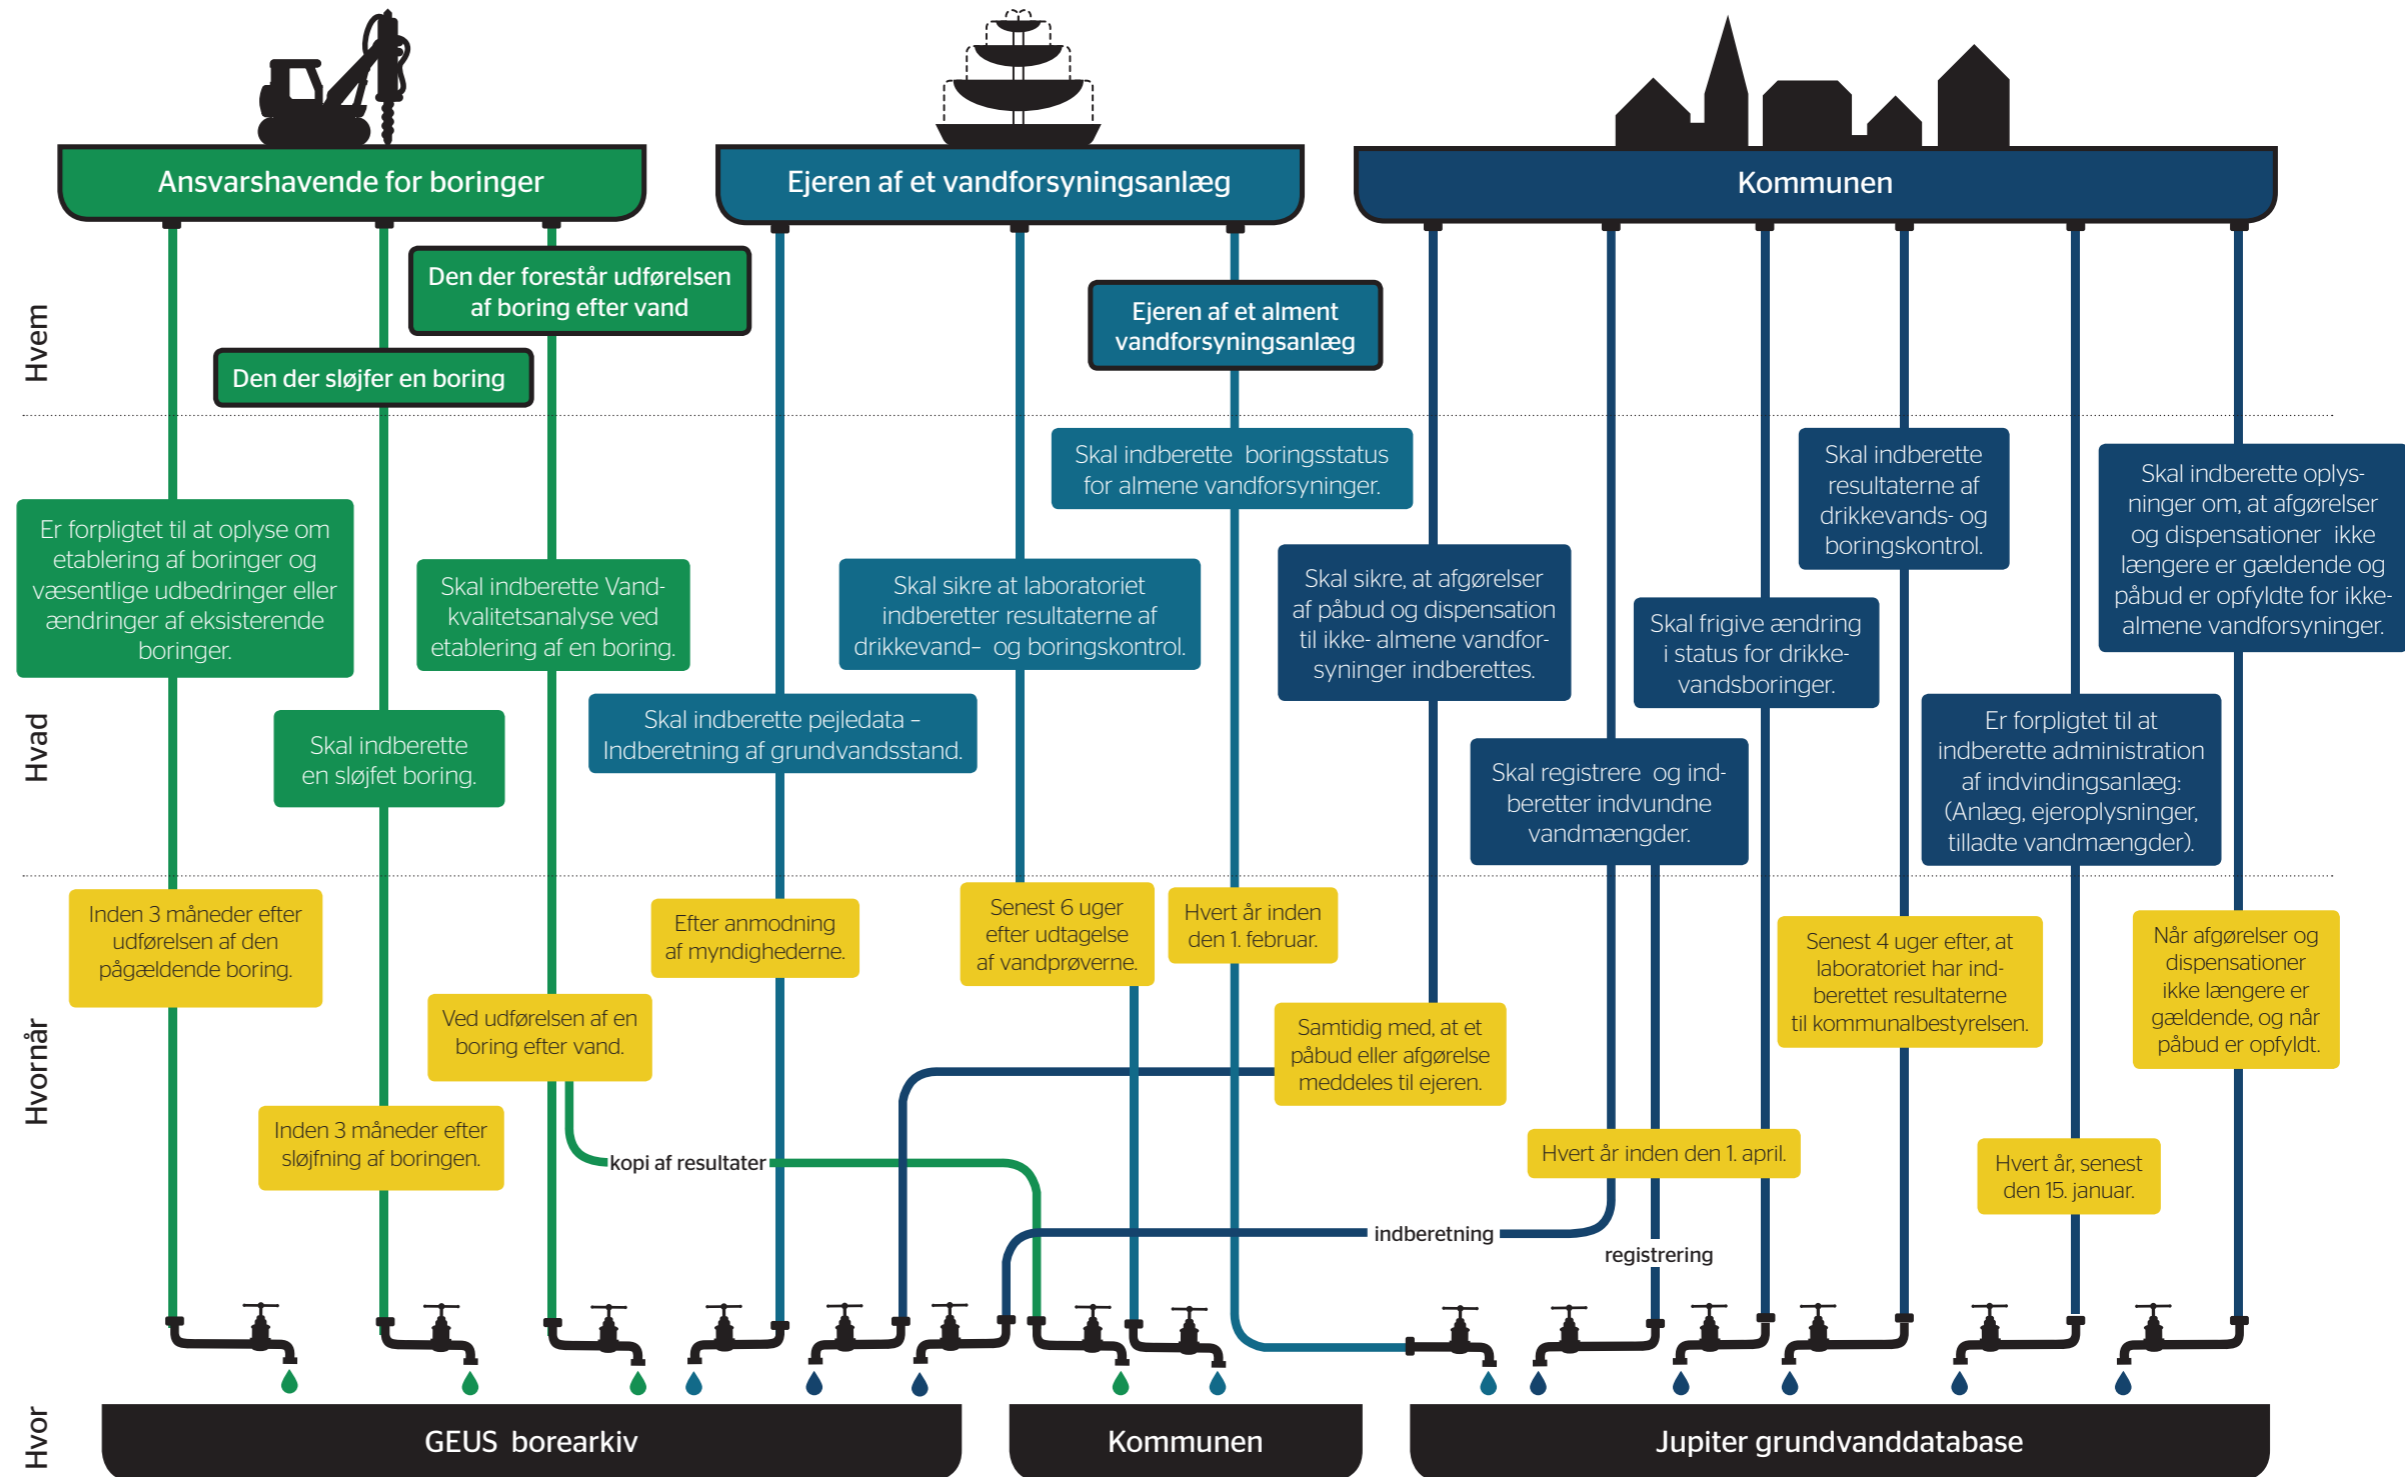 Ansvarshavende for boringer
Ejeren af et vandforsyningsanlæg
Kommunen
Hvem
Den der forestår udførelsen
af boring efter vand
Den der sløjfer en boring
Ejeren af et alment
vandforsyningsanlæg
Hvad
Er forpligtet til at oplyse om
etablering af boringer og
væsentlige udbedringer eller
ændringer af eksisterende
boringer.
Skal indberette
en sløjfet boring.
Skal indberette Vand-
kvalitetsanalyse ved
etablering af en boring.
Skal indberette pejledata –
Indberetning af grundvandsstand.
Skal sikre at laboratoriet
indberetter resultaterne af
drikkevand– og boringskontrol.
Skal indberette boringsstatus
for almene vandforsyninger.
Skal sikre, at afgørelser
af påbud og dispensation
til ikke- almene vandfor-
syninger indberettes.
Skal registrere og ind-
beretter indvundne
vandmængder.
Skal frigive ændring
i status for drikke-
vandsboringer.
Skal indberette
resultaterne af
drikkevands- og
boringskontrol.
Er forpligtet til at
indberette administration
af indvindingsanlæg:
(Anlæg, ejeroplysninger,
tilladte vandmængder).
Skal indberette oplys-
ninger om, at afgørelser
og dispensationer ikke
længere er gældende og
påbud er opfyldte for ikke-
almene vandforsyninger.
Hvornår
Inden 3 måneder efter
udførelsen af den
pågældende boring.
Inden 3 måneder efter
sløjfning af boringen.
Ved udførelsen af en
boring efter vand.
kopi af resultater
Efter anmodning
af myndighederne.
Senest 6 uger
efter udtagelse
af vandprøverne.
Hvert år inden
den 1. februar.
Samtidig med, at et
påbud eller afgørelse
meddeles til ejeren.
Hvert år inden den 1. april.
indberetning
registrering
Senest 4 uger efter, at
laboratoriet har ind-
berettet resultaterne
til kommunalbestyrelsen.
Hvert år, senest
den 15. januar.
Når afgørelser og
dispensationer
ikke længere er
gældende, og når
påbud er opfyldt.
Hvor
GEUS borearkiv
Kommunen
Jupiter grundvanddatabase